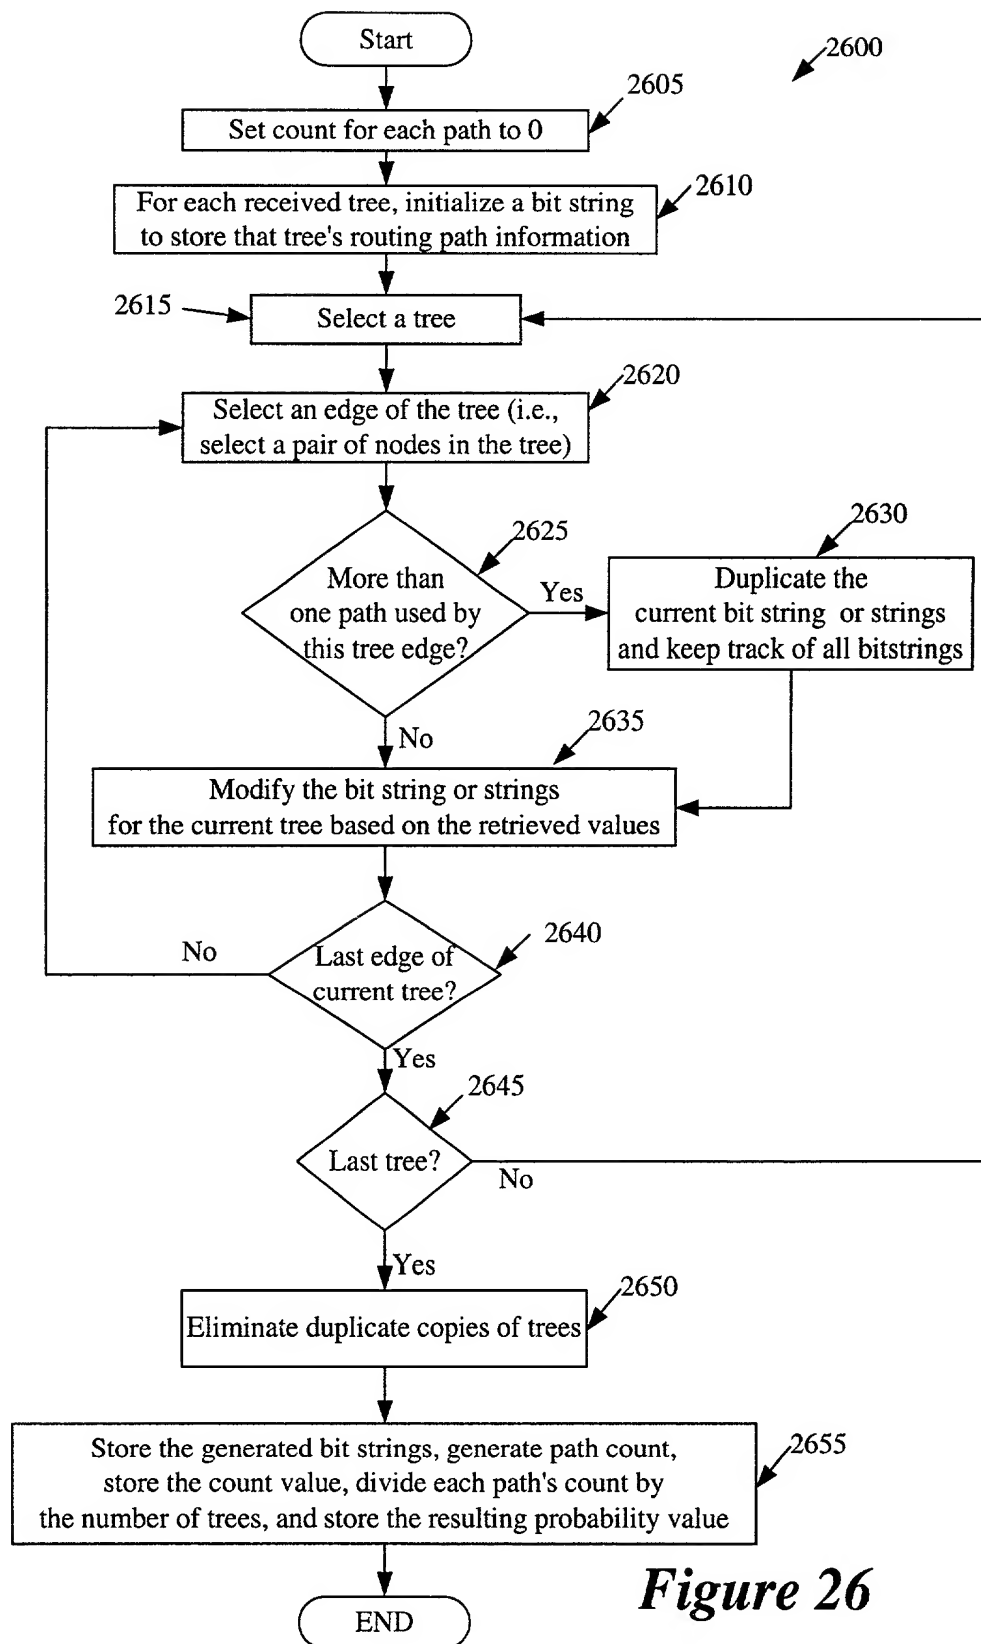 Start
2600
2605
Set count for each path to 0
2610
For each received tree, initialize a bit string
to store that tree's routing path information
2615
Select a tree
2620
Select an edge of the tree (i.e.,
select a pair of nodes in the tree)
2625
2630
More than
one path used by
this tree edge?
Yes
Duplicate the
current bit string or strings
and keep track of all bitstrings
No
2635
Modify the bit string or strings
for the current tree based on the retrieved values
No
2640
Last edge of
current tree?
Yes
2645
Last tree?
No
Yes
2650
Eliminate duplicate copies of trees
2655
Store the generated bit strings, generate path count,
store the count value, divide each path's count by
the number of trees, and store the resulting probability value
Figure 26
END